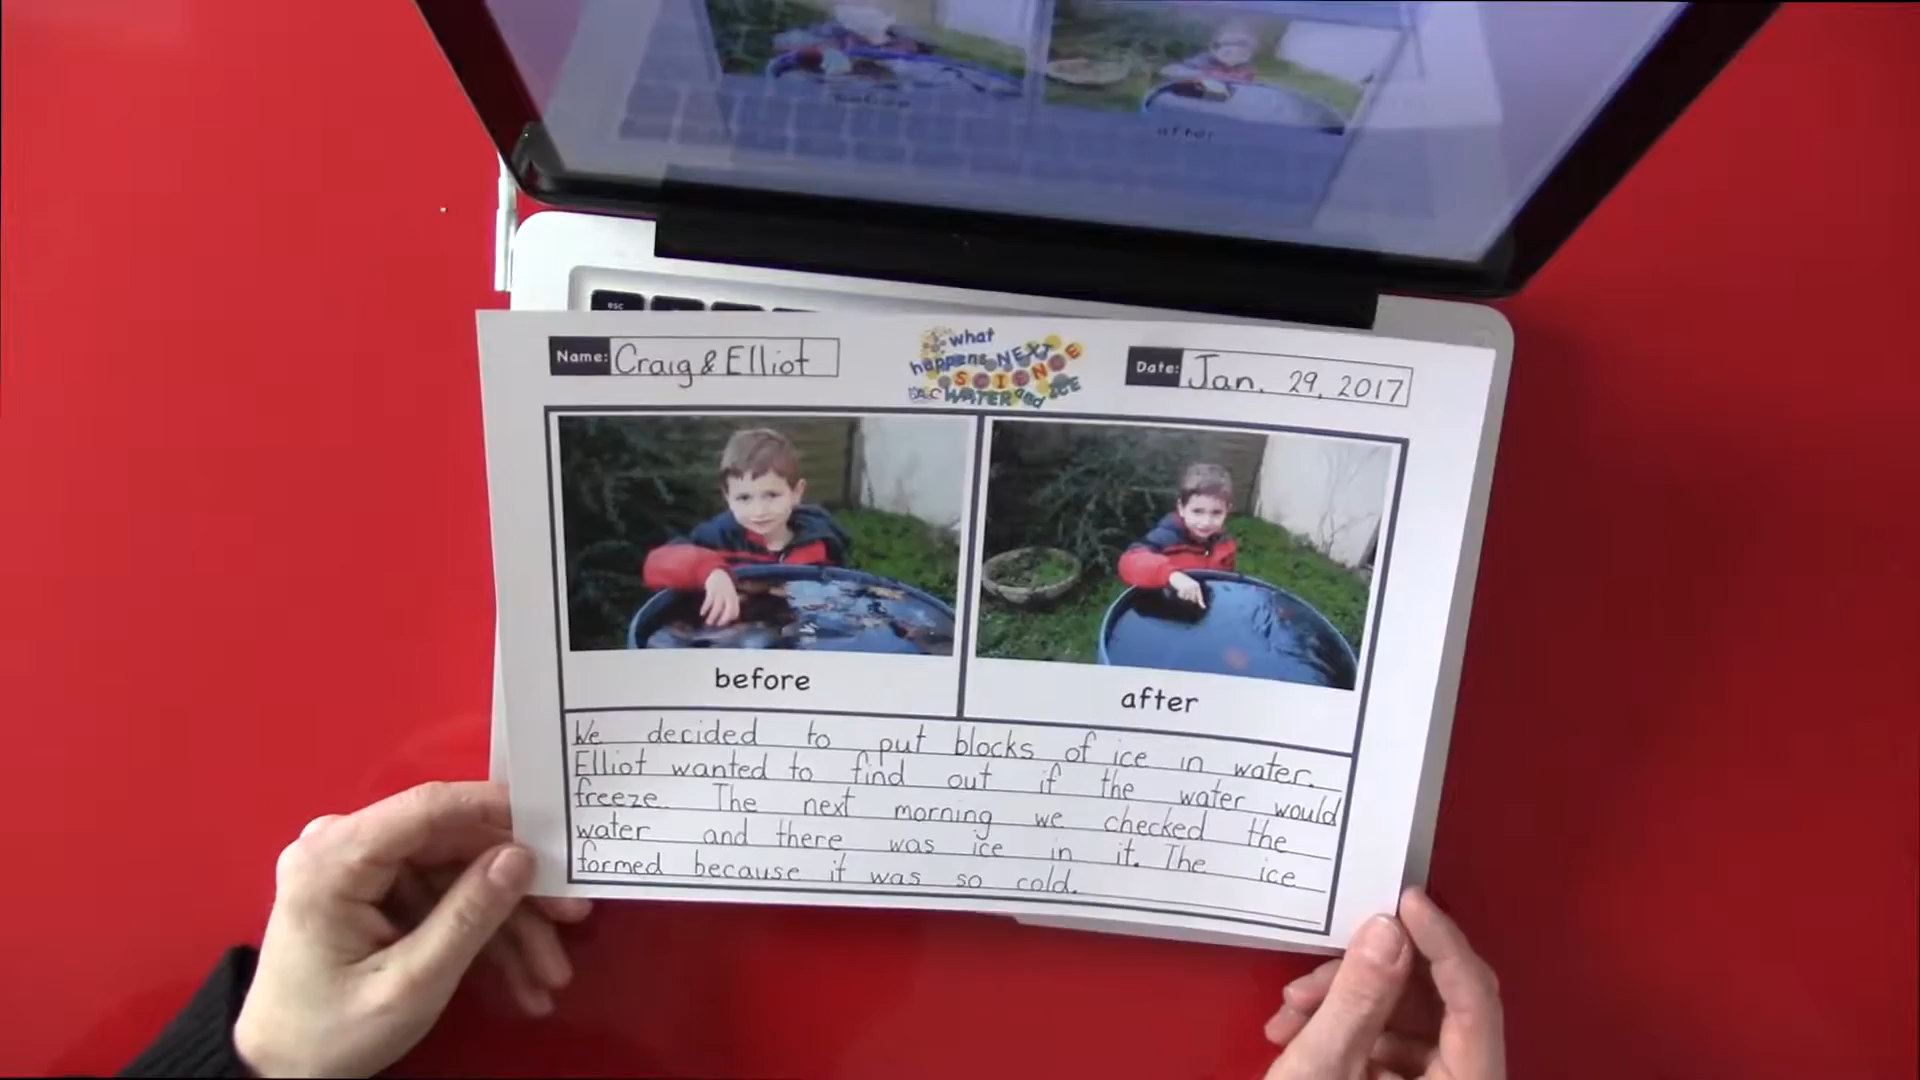 esc
Name: Craig & Elliot
what
happens NEXT
SCIENCE
WATER and ICE
Date: Jan. 29, 2017
before
after
before
after
We decided to put blocks of ice in water.
Elliot wanted to find out if the water would
freeze. The next morning we checked the
water and there was ice in it. The ice
formed because it was so cold.